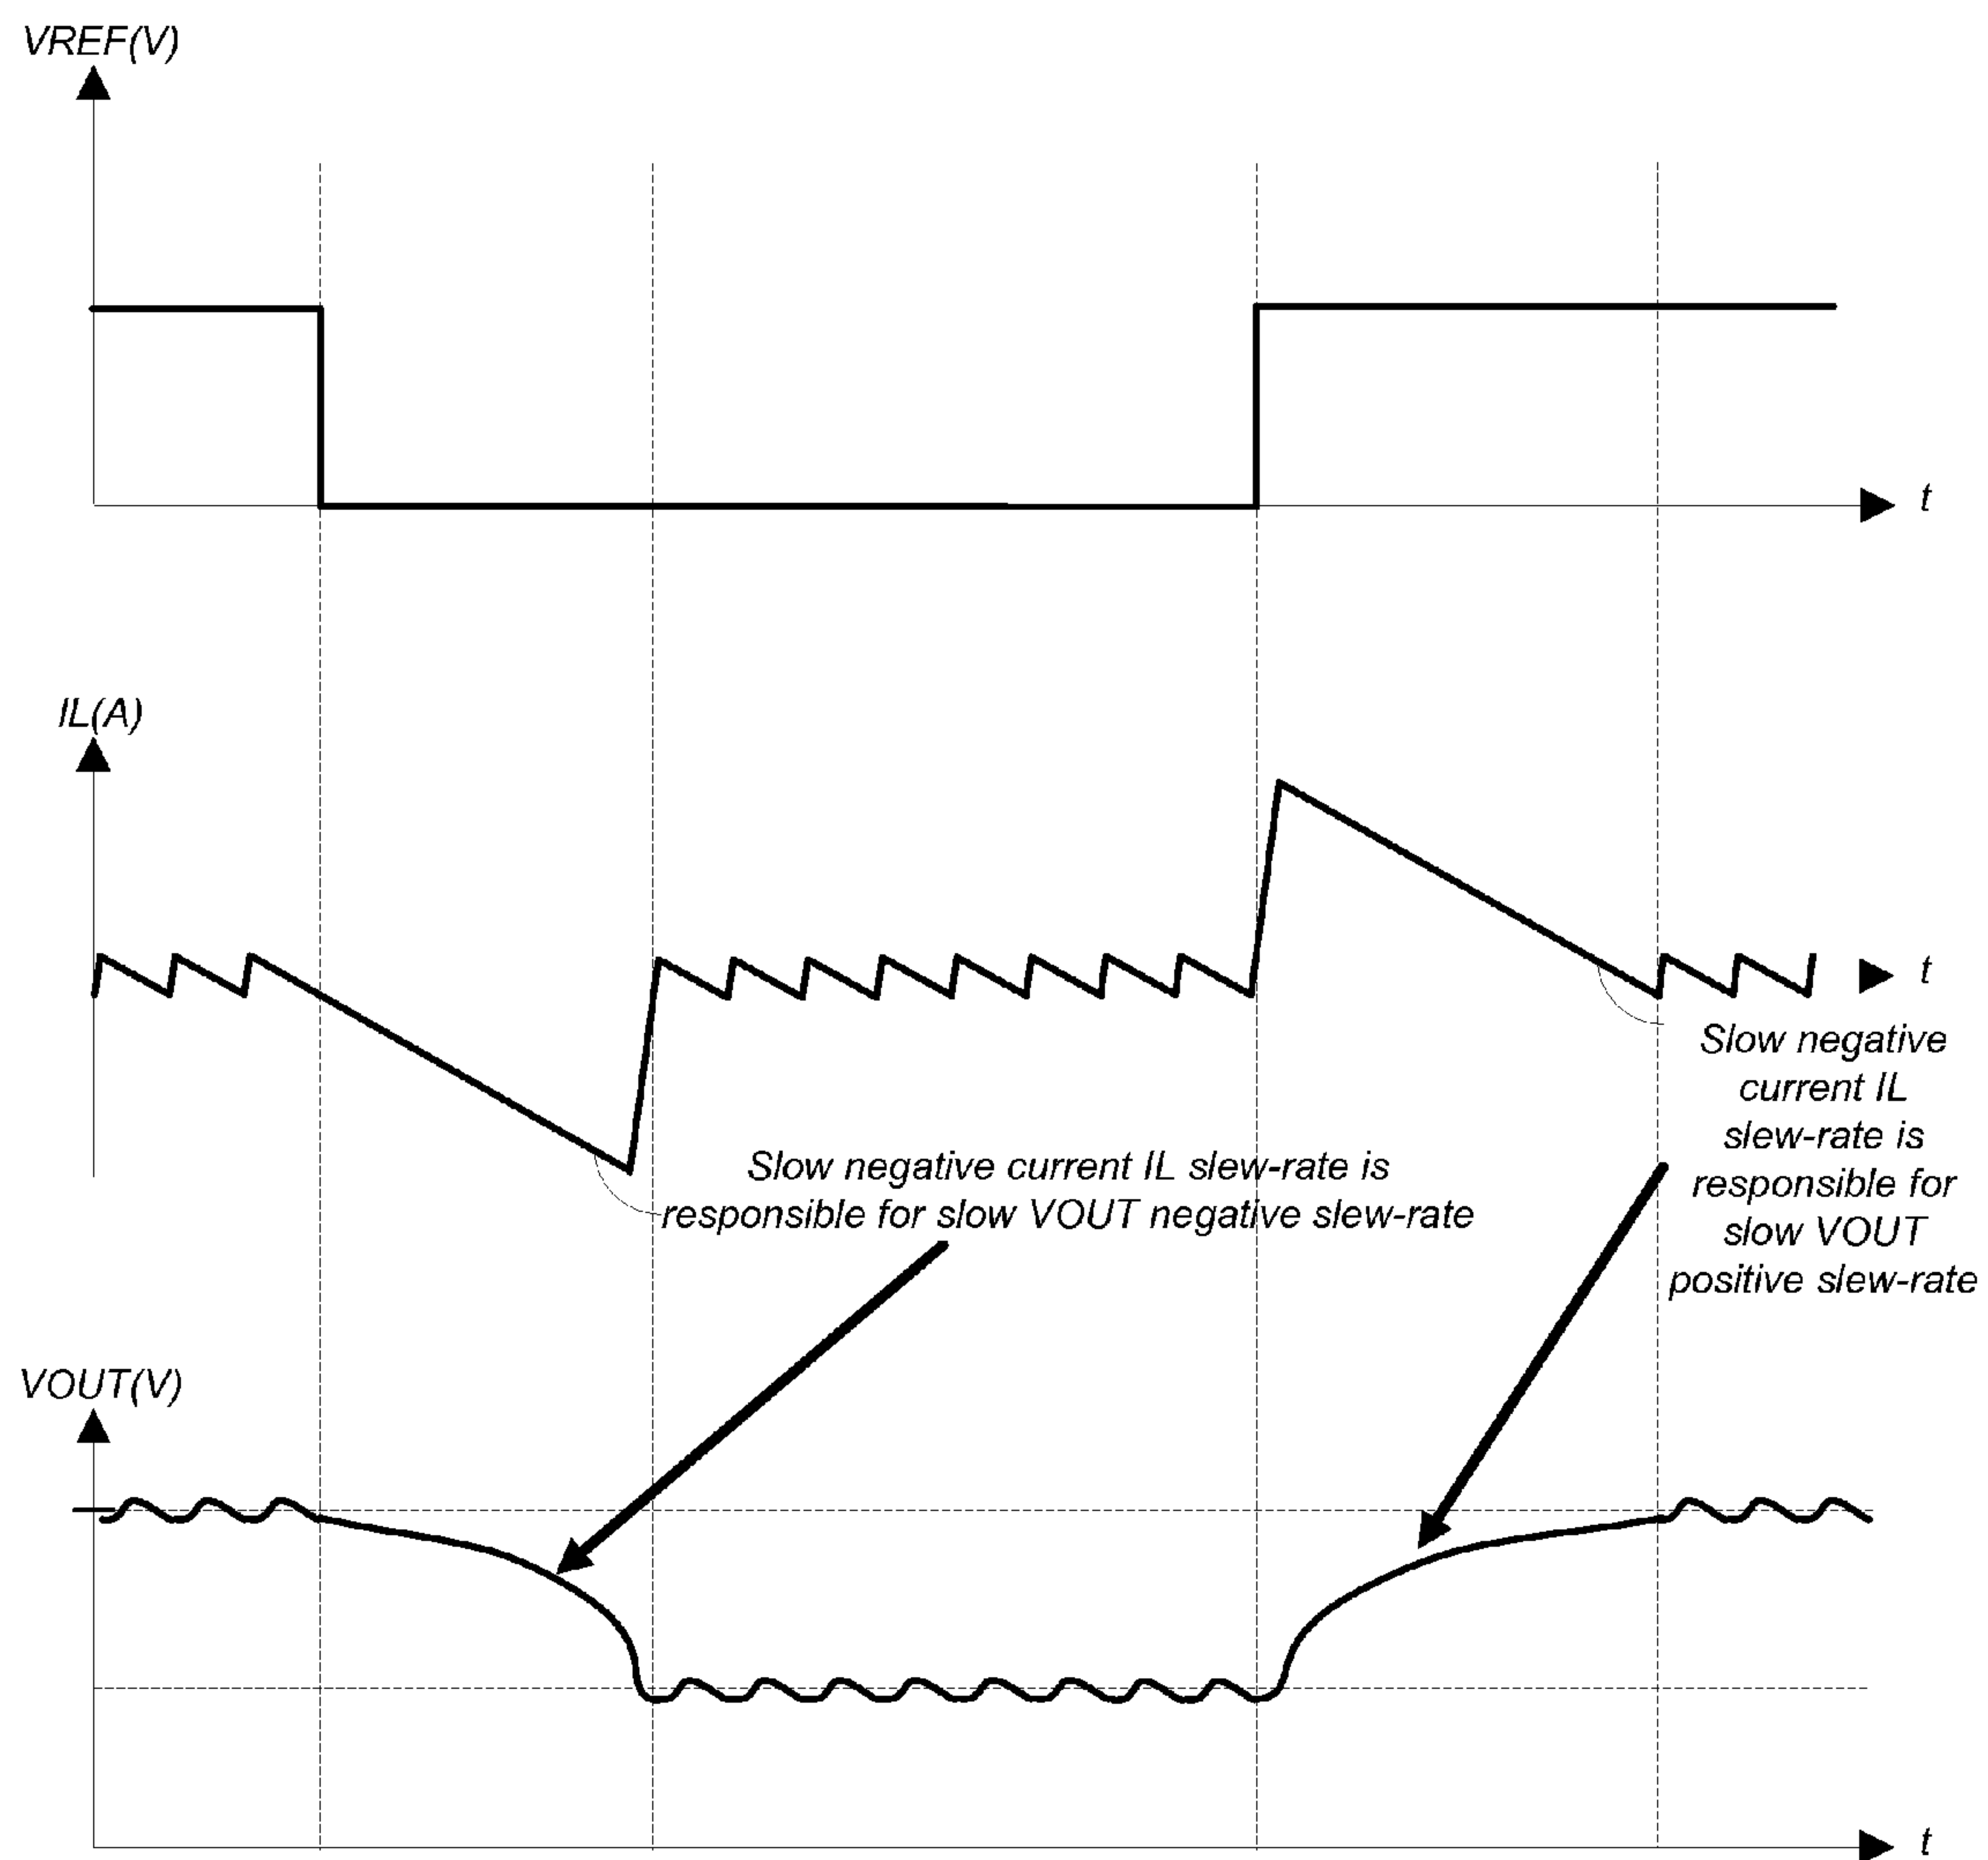 VREF(V)
t
IL(A)
t
Slow negative
current IL
slew-rate is
responsible for
slow VOUT
positive slew-rate
Slow negative current IL slew-rate is
responsible for slow VOUT negative slew-rate
VOUT(V)
t